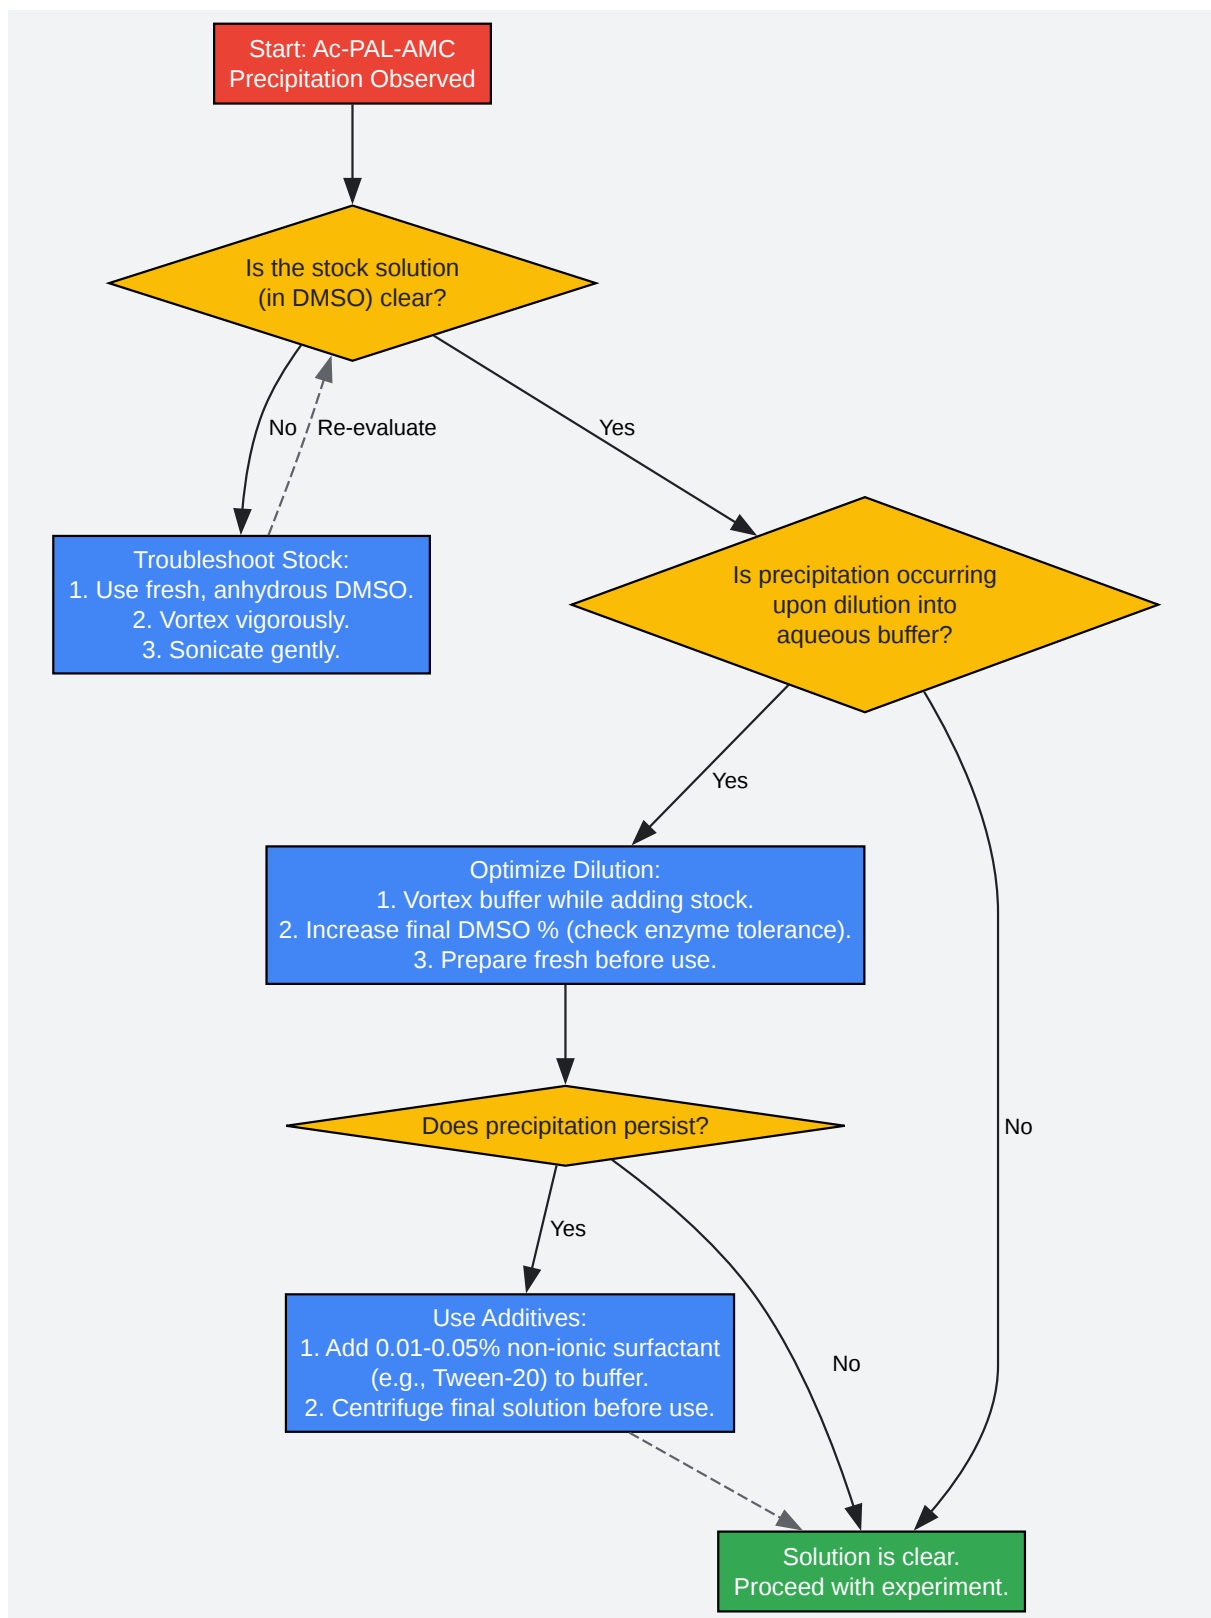 Start: Ac-PAL-AMC
Precipitation Observed
Is the stock solution
(in DMSO) clear?
No
Re-evaluate
Yes
Troubleshoot Stock:
1. Use fresh, anhydrous DMSO.
2. Vortex vigorously.
3. Sonicate gently.
Is precipitation occurring
upon dilution into
aqueous buffer?
Yes
Optimize Dilution:
1. Vortex buffer while adding stock.
2. Increase final DMSO % (check enzyme tolerance).
3. Prepare fresh before use.
Does precipitation persist?
No
Yes
Use Additives:
1. Add 0.01-0.05% non-ionic surfactant
(e.g., Tween-20) to buffer.
2. Centrifuge final solution before use.
No
Solution is clear.
Proceed with experiment.